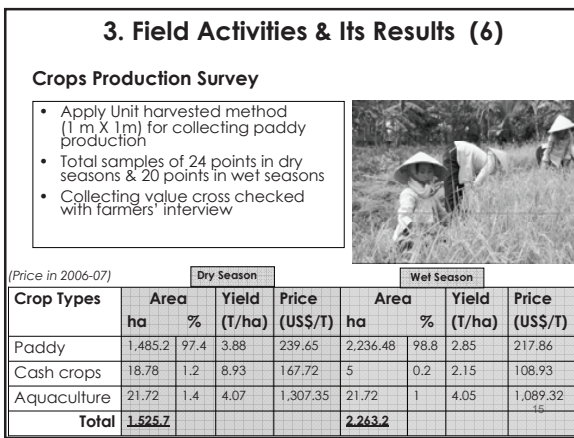 3. Field Activities & Its Results (6)
Crops Production Survey
• Apply Unit harvested method
(1 m X 1m) for collecting paddy
production
• Total samples of 24 points in dry
seasons & 20 points in wet seasons
• Collecting value cross checked
with farmers' interview
(Price in 2006-07) Dry Season Wet Season
Crop Types Area Yield Price Area Yield Price
ha % (T/ha) (US$/T) ha % (T/ha) (US$/T)
Paddy 1,485.2 97.4 3.88 239.65 2,236.48 98.8 2.85 217.86
Cash crops 18.78 1.2 8.93 167.72 5 0.2 2.15 108.93
Aquaculture 21.72 1.4 4.07 1,307.35 21.72 1 4.05 1,089.32
15
Total 1,525.7 2,263.2